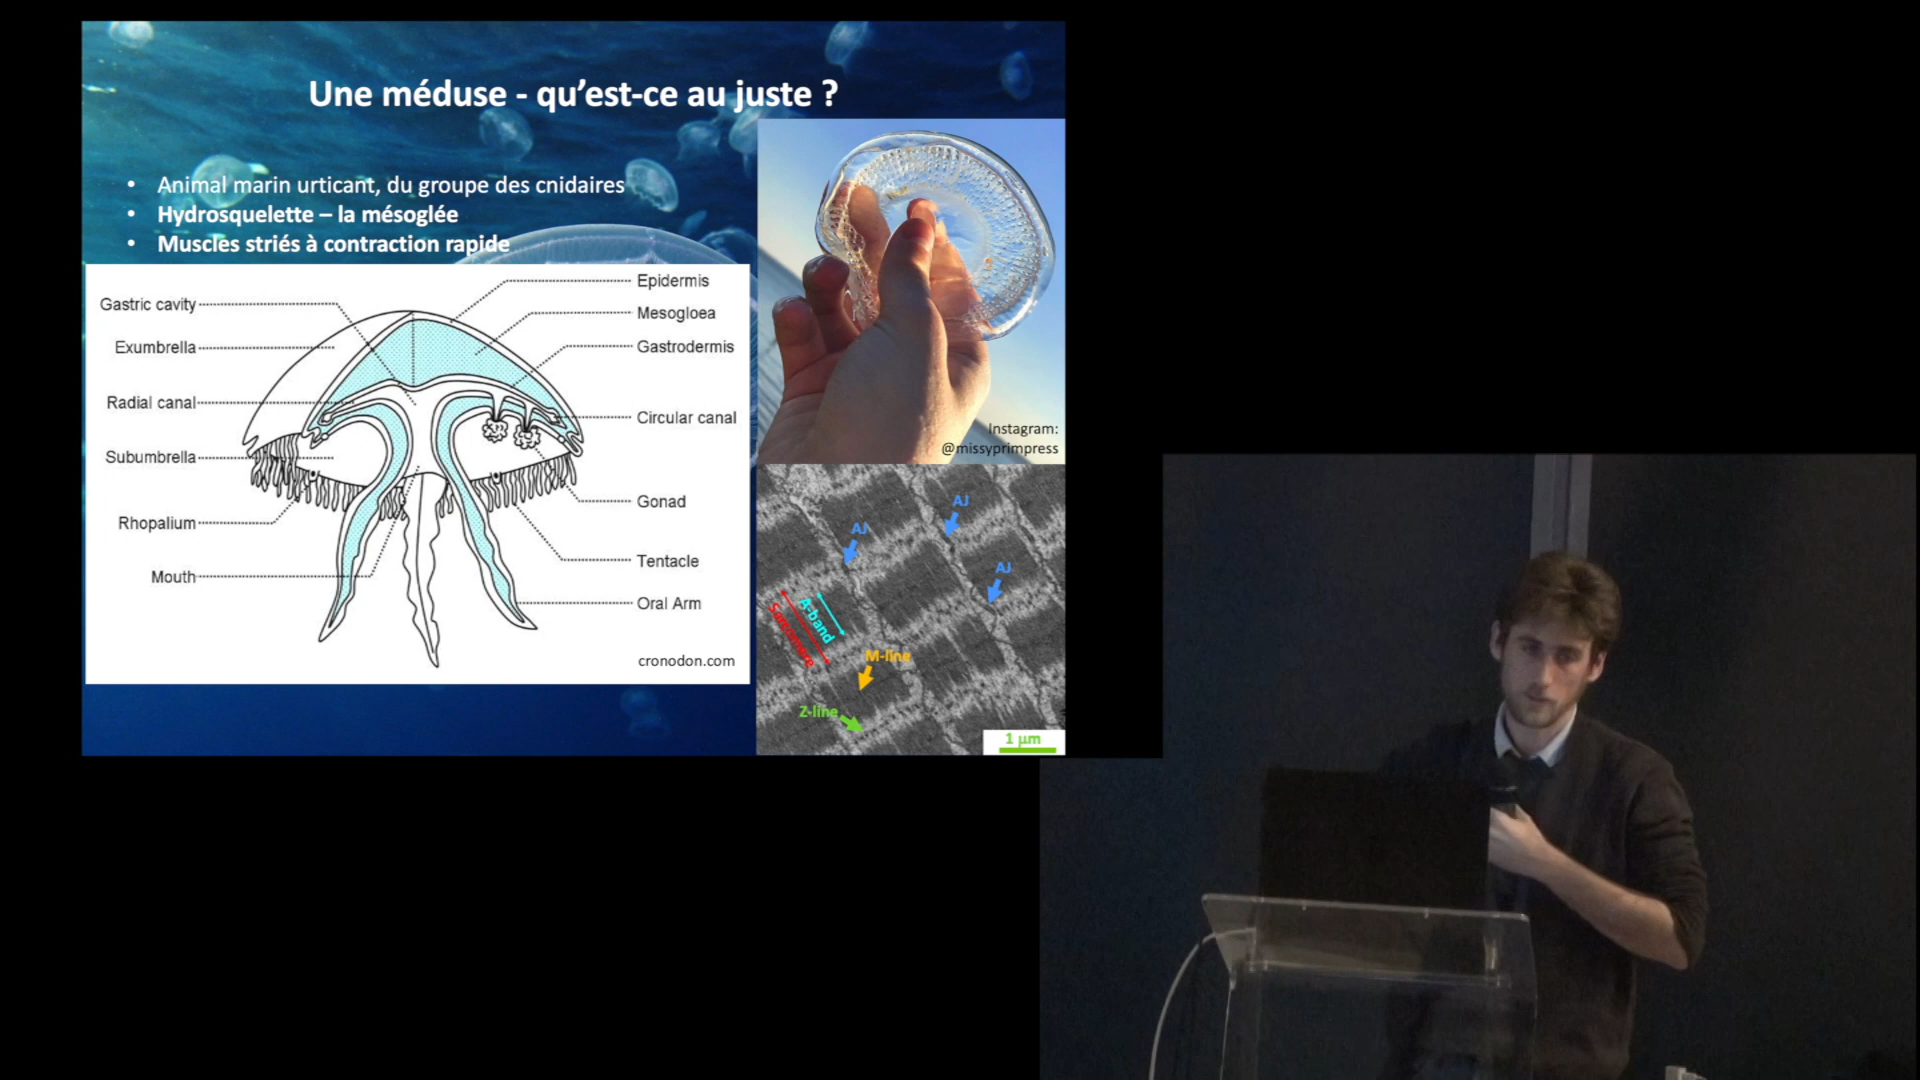 Une méduse - qu’est-ce au juste ?
• Animal marin urticant, du groupe des cnidaires
• Hydrosquelette – la mésoglée
• Muscles striés à contraction rapide
Gastric cavity
Exumbrella
Radial canal
Subumbrella
Rhopalium
Mouth
Epidermis
Mesogloea
Gastrodermis
Circular canal
Gonad
Tentacle
Oral Arm
cronodon.com
Instagram:
@missyprimpress
AJ
AJ
AJ
A-band
Sarcomere
M-line
Z-line
1 µm